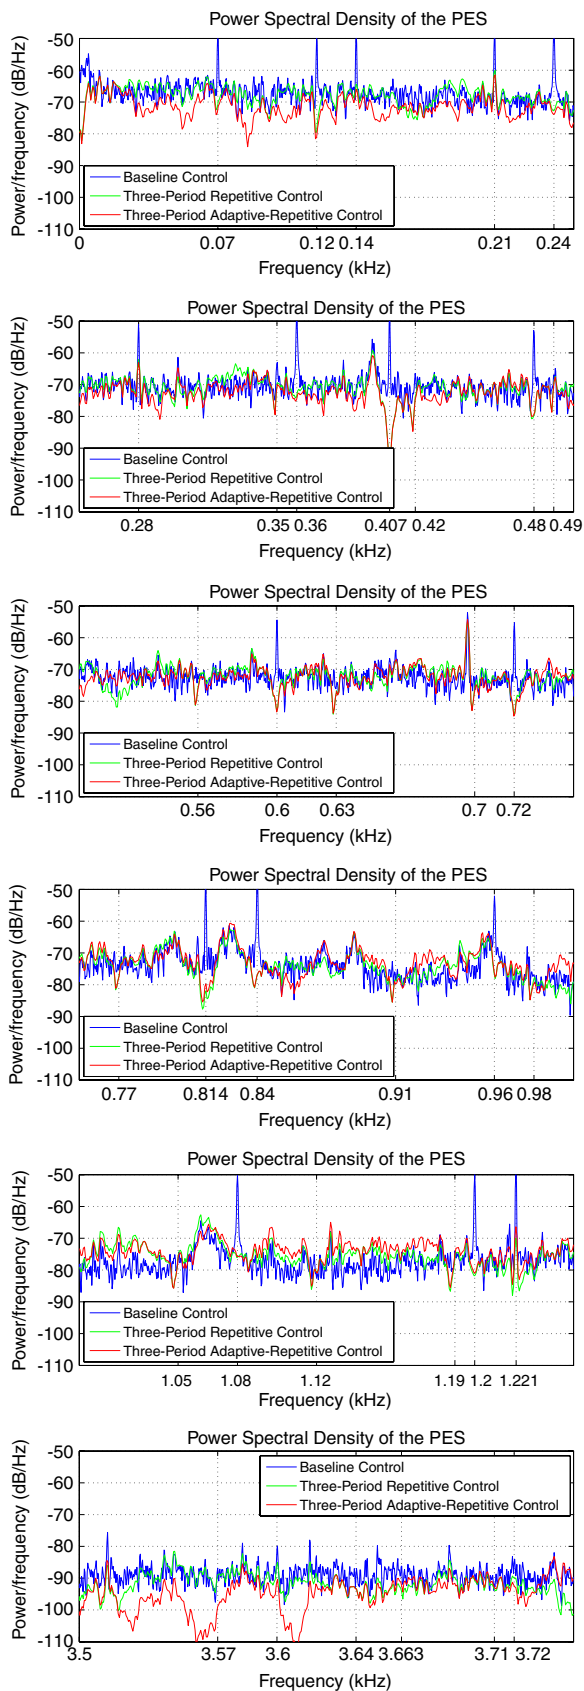 Power Spectral Density of the PES
Power/frequency (dB/Hz)
-50
-60
-70
-80
-90
-100
-110
Baseline Control
Three-Period Repetitive Control
Three-Period Adaptive-Repetitive Control
0 0.07 0.12 0.14 0.21 0.24
Frequency (kHz)
Power Spectral Density of the PES
Power/frequency (dB/Hz)
-50
-60
-70
-80
-90
-100
-110
Baseline Control
Three-Period Repetitive Control
Three-Period Adaptive-Repetitive Control
0.28 0.35 0.36 0.407 0.42 0.48 0.49
Frequency (kHz)
Power Spectral Density of the PES
Power/frequency (dB/Hz)
-50
-60
-70
-80
-90
-100
-110
Baseline Control
Three-Period Repetitive Control
Three-Period Adaptive-Repetitive Control
0.56 0.6 0.63 0.7 0.72
Frequency (kHz)
Power Spectral Density of the PES
Power/frequency (dB/Hz)
-50
-60
-70
-80
-90
-100
-110
Baseline Control
Three-Period Repetitive Control
Three-Period Adaptive-Repetitive Control
0.77 0.814 0.84 0.91 0.96 0.98
Frequency (kHz)
Power Spectral Density of the PES
Power/frequency (dB/Hz)
-50
-60
-70
-80
-90
-100
-110
Baseline Control
Three-Period Repetitive Control
Three-Period Adaptive-Repetitive Control
1.05 1.08 1.12 1.19 1.2 1.221
Frequency (kHz)
Power Spectral Density of the PES
Power/frequency (dB/Hz)
-50
-60
-70
-80
-90
-100
-110
Baseline Control
Three-Period Repetitive Control
Three-Period Adaptive-Repetitive Control
3.5 3.57 3.6 3.64 3.663 3.71 3.72
Frequency (kHz)